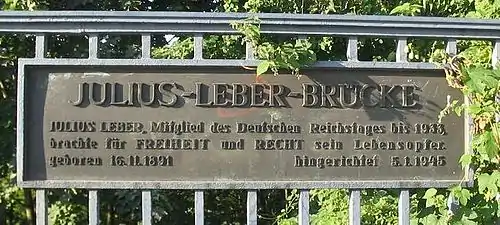 JULIUS-LEBER-BRÜCKE
JULIUS LEBER, Mitglied des Deutschen Reichstages bis 1933,
brachte für FREIHEIT und RECHT sein Lebensopfer.
geboren 16.11.1891 hingerichtet 5.1.1945